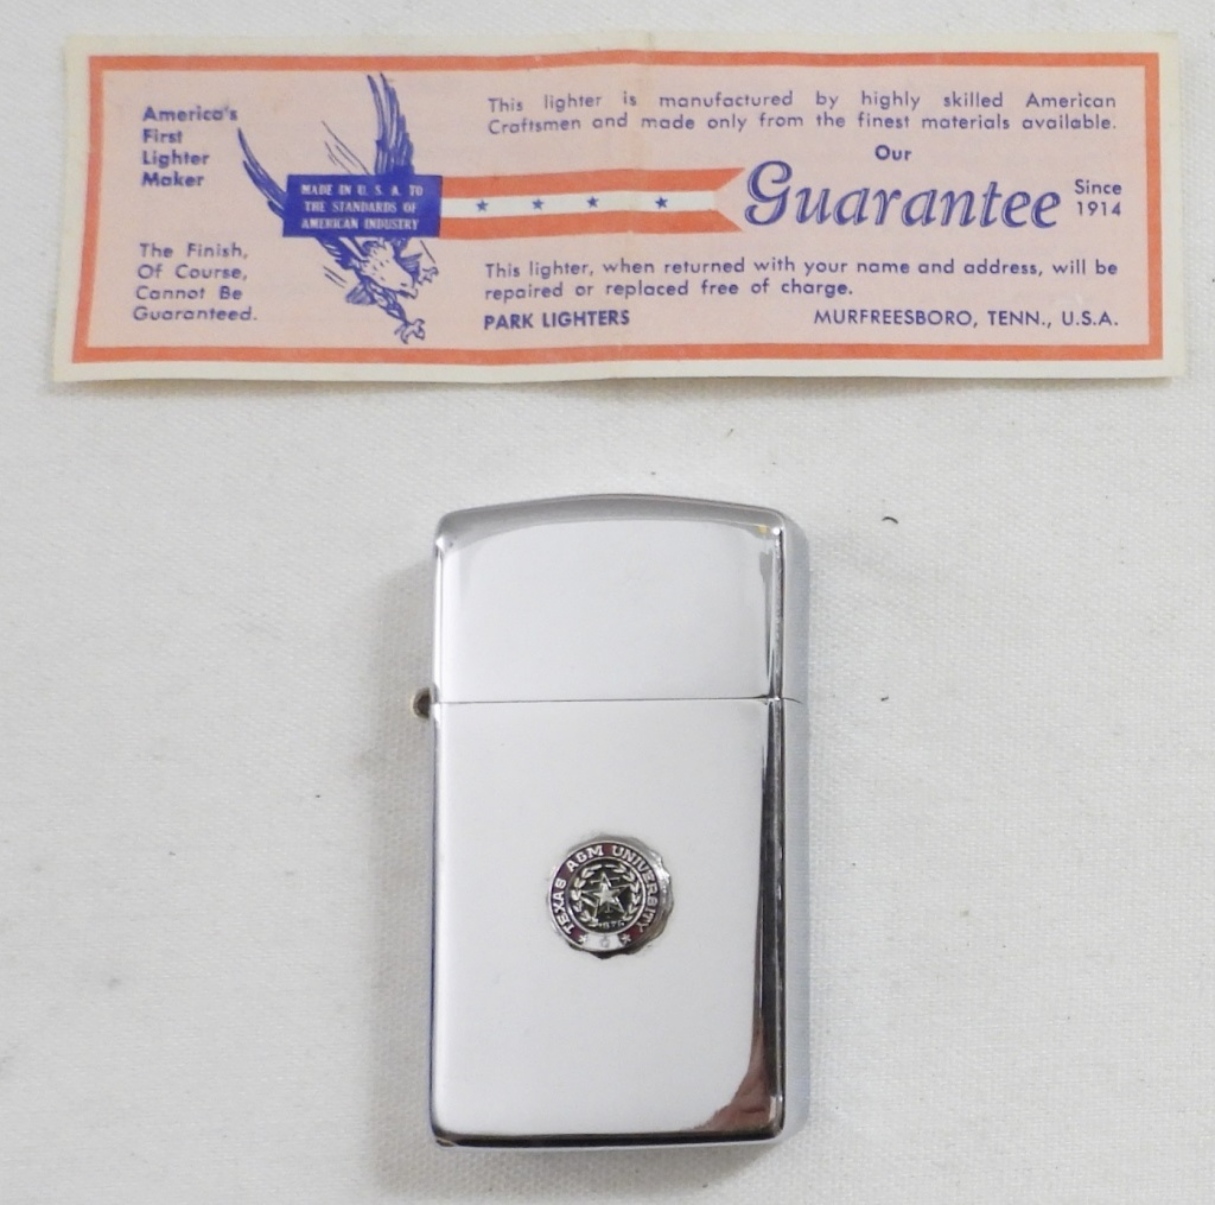 America's
First
Lighter
Maker
The Finish,
Of Course,
Cannot Be
Guaranteed.
MADE IN U. S. A. TO
THE STANDARDS OF
AMERICAN INDUSTRY
This lighter is manufactured by highly skilled American
Craftsmen and made only from the finest materials available.
Our
Guarantee
Since
1914
This lighter, when returned with your name and address, will be
repaired or replaced free of charge.
PARK LIGHTERS MURFREESBORO, TENN., U.S.A.
TEXAS A&M UNIVERSITY